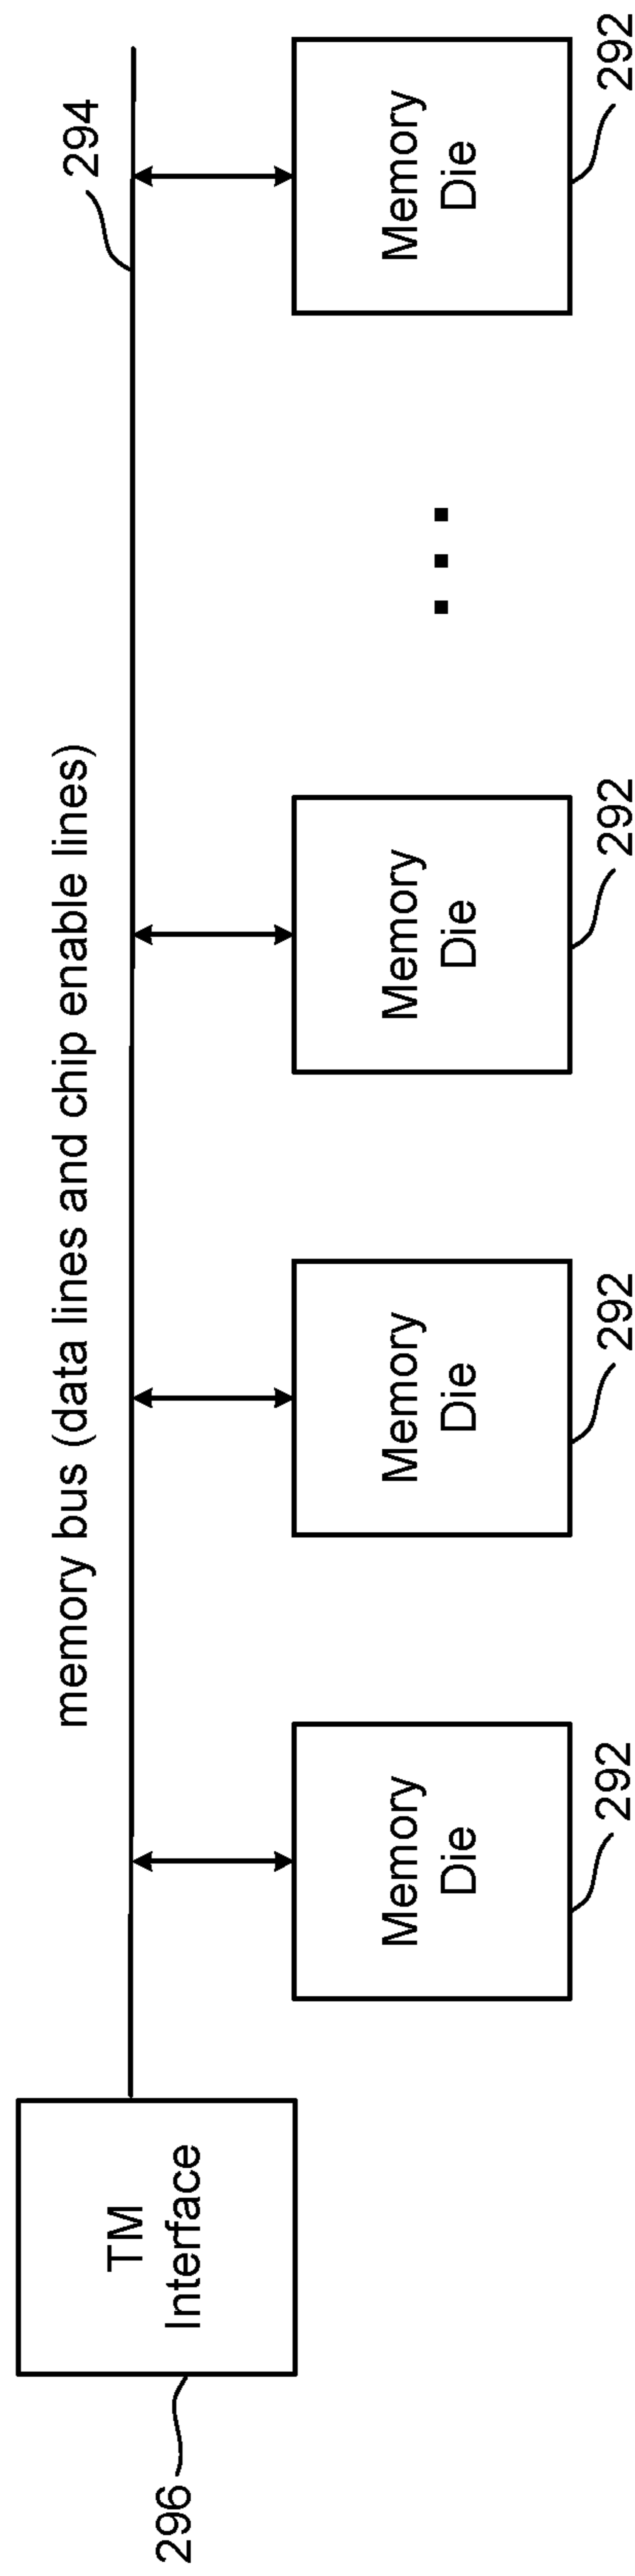 memory bus (data lines and chip enable lines)
294
TM
Interface
296
Memory
Die
292
Memory
Die
292
Memory
Die
292
Memory
Die
292